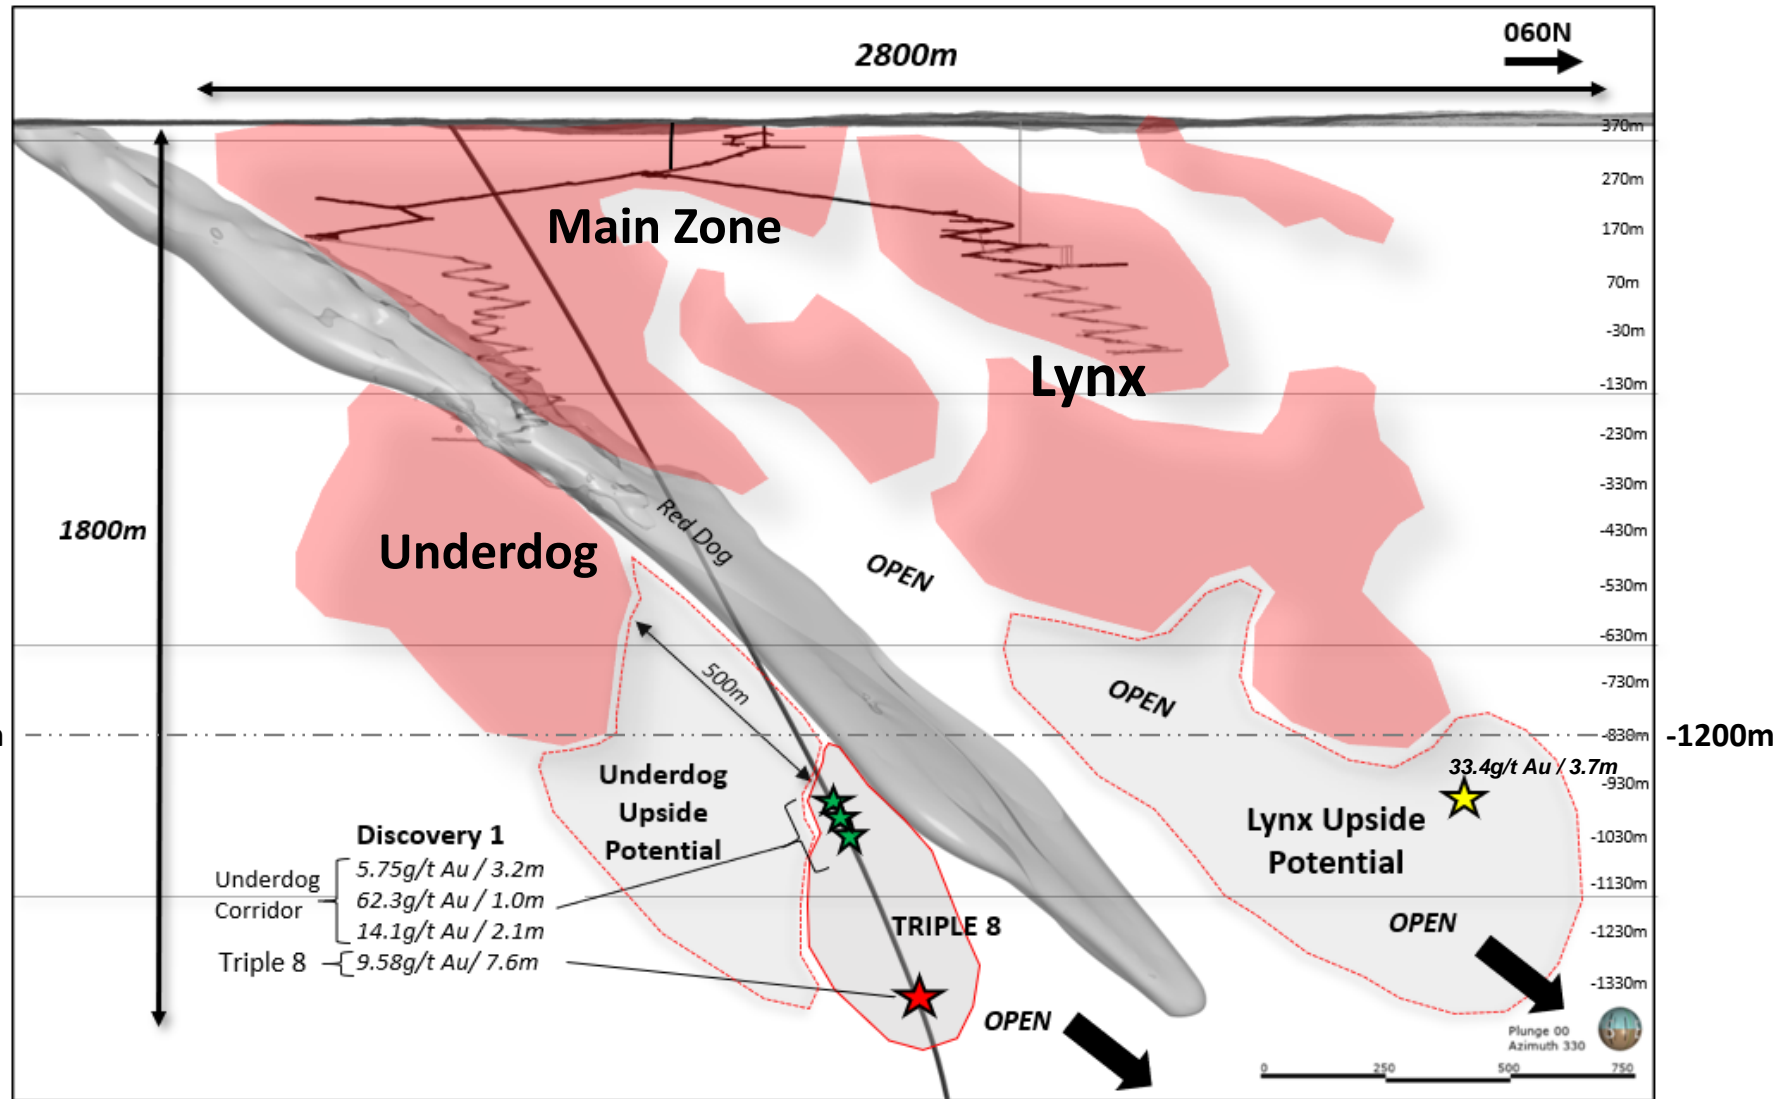 060N
2800m
370m
270m
170m
Main Zone
70m
-30m
Lynx
-130m
-230m
-330m
Red Dog
-430m
1800m
Underdog
OPEN
-530m
-630m
500m
OPEN
-730m
-830m
-1200m
33.4g/t Au / 3.7m
-930m
Underdog
Upside
Potential
Lynx Upside
Potential
-1030m
Discovery 1
5.75g/t Au / 3.2m
Underdog
Corridor
62.3g/t Au / 1.0m
14.1g/t Au / 2.1m
-1130m
TRIPLE 8
OPEN
-1230m
Triple 8
9.58g/t Au/ 7.6m
-1330m
OPEN
Plunge 00
Azimuth 330
0 250 500 750